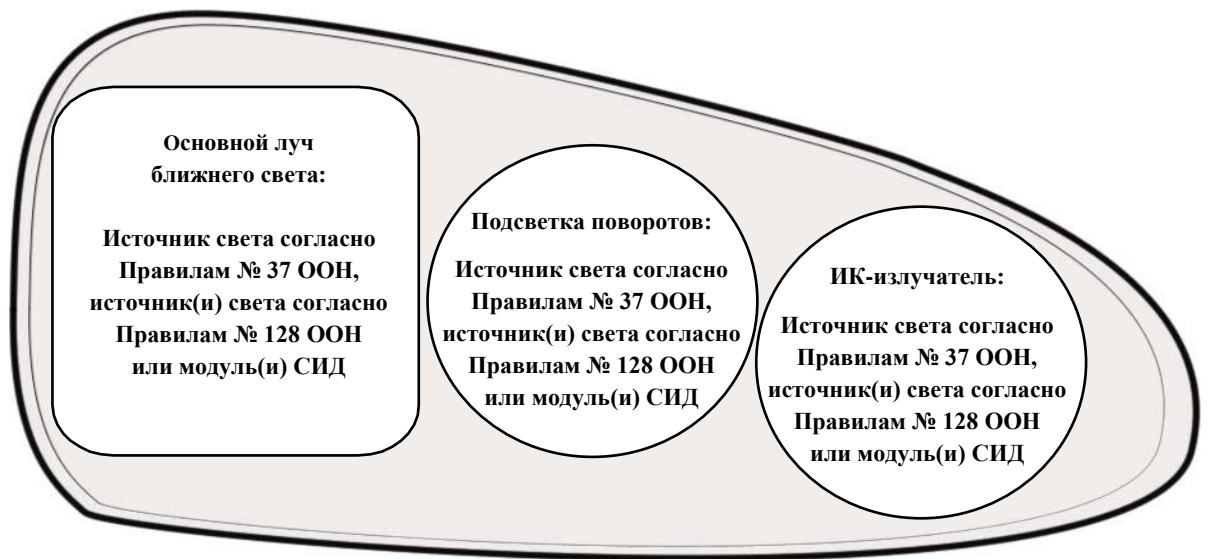 Основной луч
ближнего света:
Источник света согласно
Правилам № 37 ООН,
источник(и) света согласно
Правилам № 128 ООН
или модуль(и) СИД
Подсветка поворотов:
Источник света согласно
Правилам № 37 ООН,
источник(и) света согласно
Правилам № 128 ООН
или модуль(и) СИД
ИК-излучатель:
Источник света согласно
Правилам № 37 ООН,
источник(и) света согласно
Правилам № 128 ООН
или модуль(и) СИД